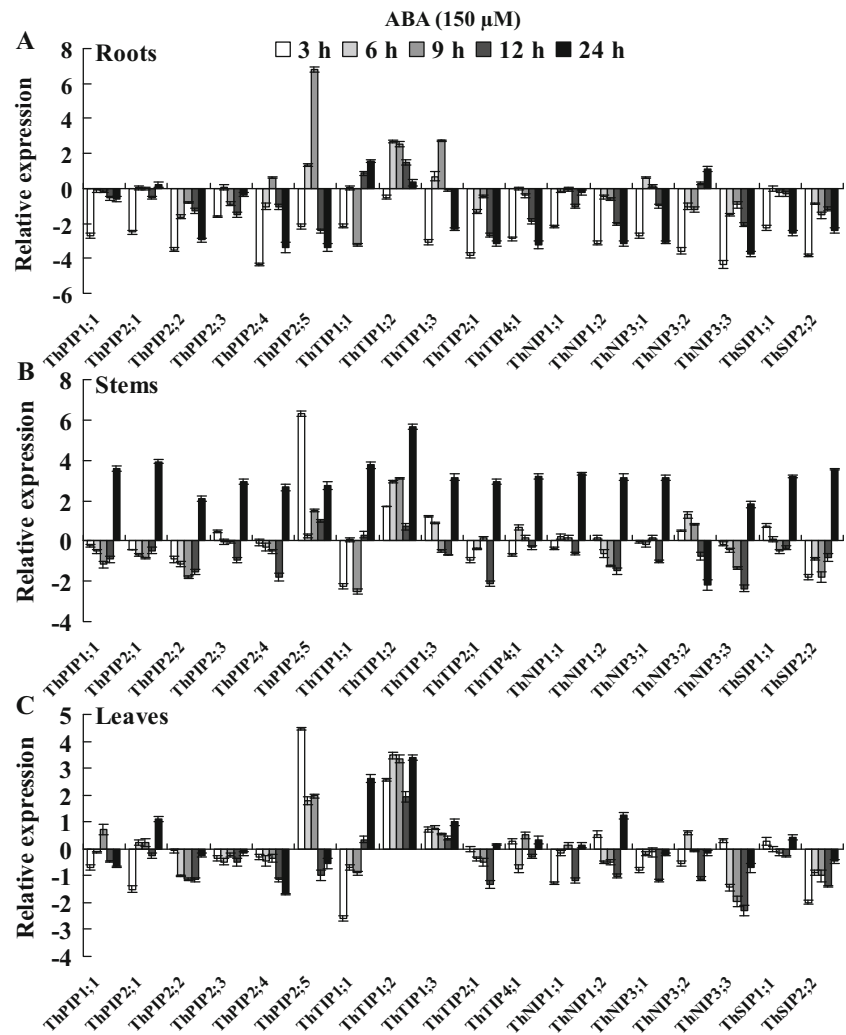 ABA (150 µM)
A
Roots
3 h 6 h 9 h 12 h 24 h
Relative expression
8
6
4
2
0
-2
-4
-6
ThPIP1;1 ThPIP2;1 ThPIP2;2 ThPIP2;3 ThPIP2;4 ThPIP2;5 ThTIP1;1 ThTIP1;2 ThTIP1;3 ThTIP2;1 ThTIP4;1 ThNIP1;1 ThNIP1;2 ThNIP3;1 ThNIP3;2 ThNIP3;3 ThSIP1;1 ThSIP2;2
B
Stems
Relative expression
8
6
4
2
0
-2
-4
ThPIP1;1 ThPIP2;1 ThPIP2;2 ThPIP2;3 ThPIP2;4 ThPIP2;5 ThTIP1;1 ThTIP1;2 ThTIP1;3 ThTIP2;1 ThTIP4;1 ThNIP1;1 ThNIP1;2 ThNIP3;1 ThNIP3;2 ThNIP3;3 ThSIP1;1 ThSIP2;2
C
Leaves
Relative expression
5
4
3
2
1
0
-1
-2
-3
-4
ThPIP1;1 ThPIP2;1 ThPIP2;2 ThPIP2;3 ThPIP2;4 ThPIP2;5 ThTIP1;1 ThTIP1;2 ThTIP1;3 ThTIP2;1 ThTIP4;1 ThNIP1;1 ThNIP1;2 ThNIP3;1 ThNIP3;2 ThNIP3;3 ThSIP1;1 ThSIP2;2